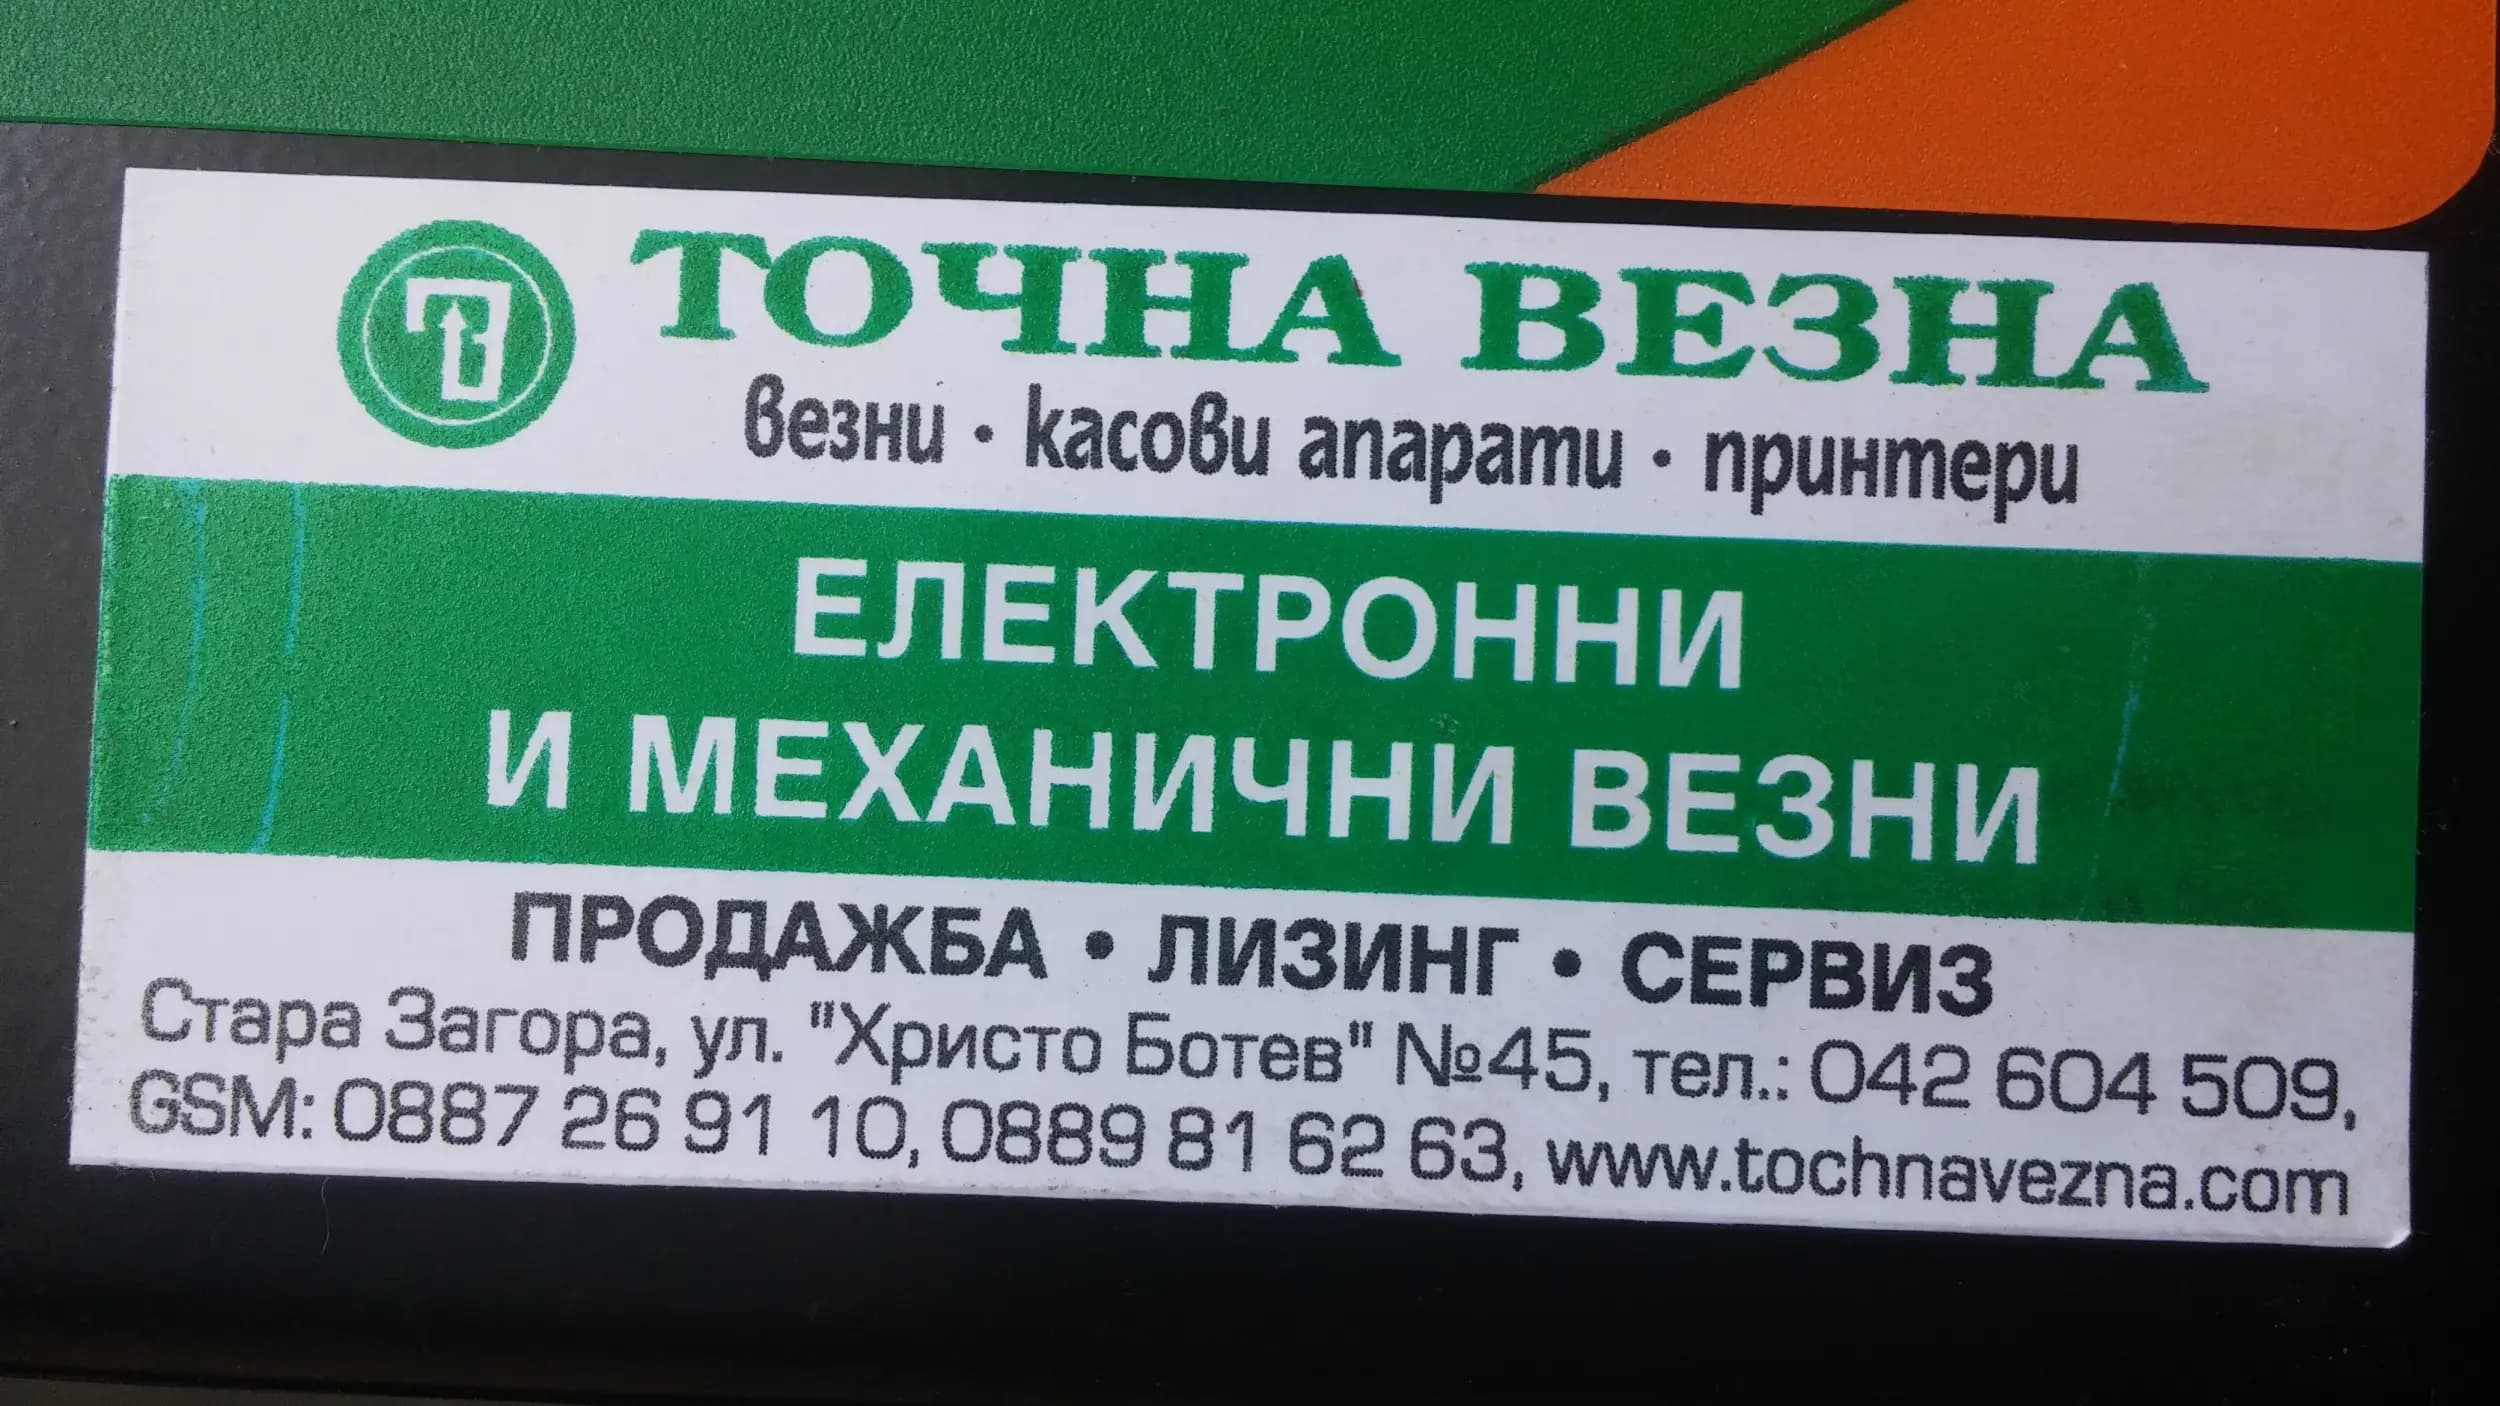 ТОЧНА ВЕЗНА
везни · касови апарати · принтери
ЕЛЕКТРОННИ
И МЕХАНИЧНИ ВЕЗНИ
ПРОДАЖБА • ЛИЗИНГ • СЕРВИЗ
Стара Загора, ул. "Христо Ботев" №45, тел.: 042 604 509,
GSM: 0887 26 91 10, 0889 81 62 63, www.tochnavezna.com